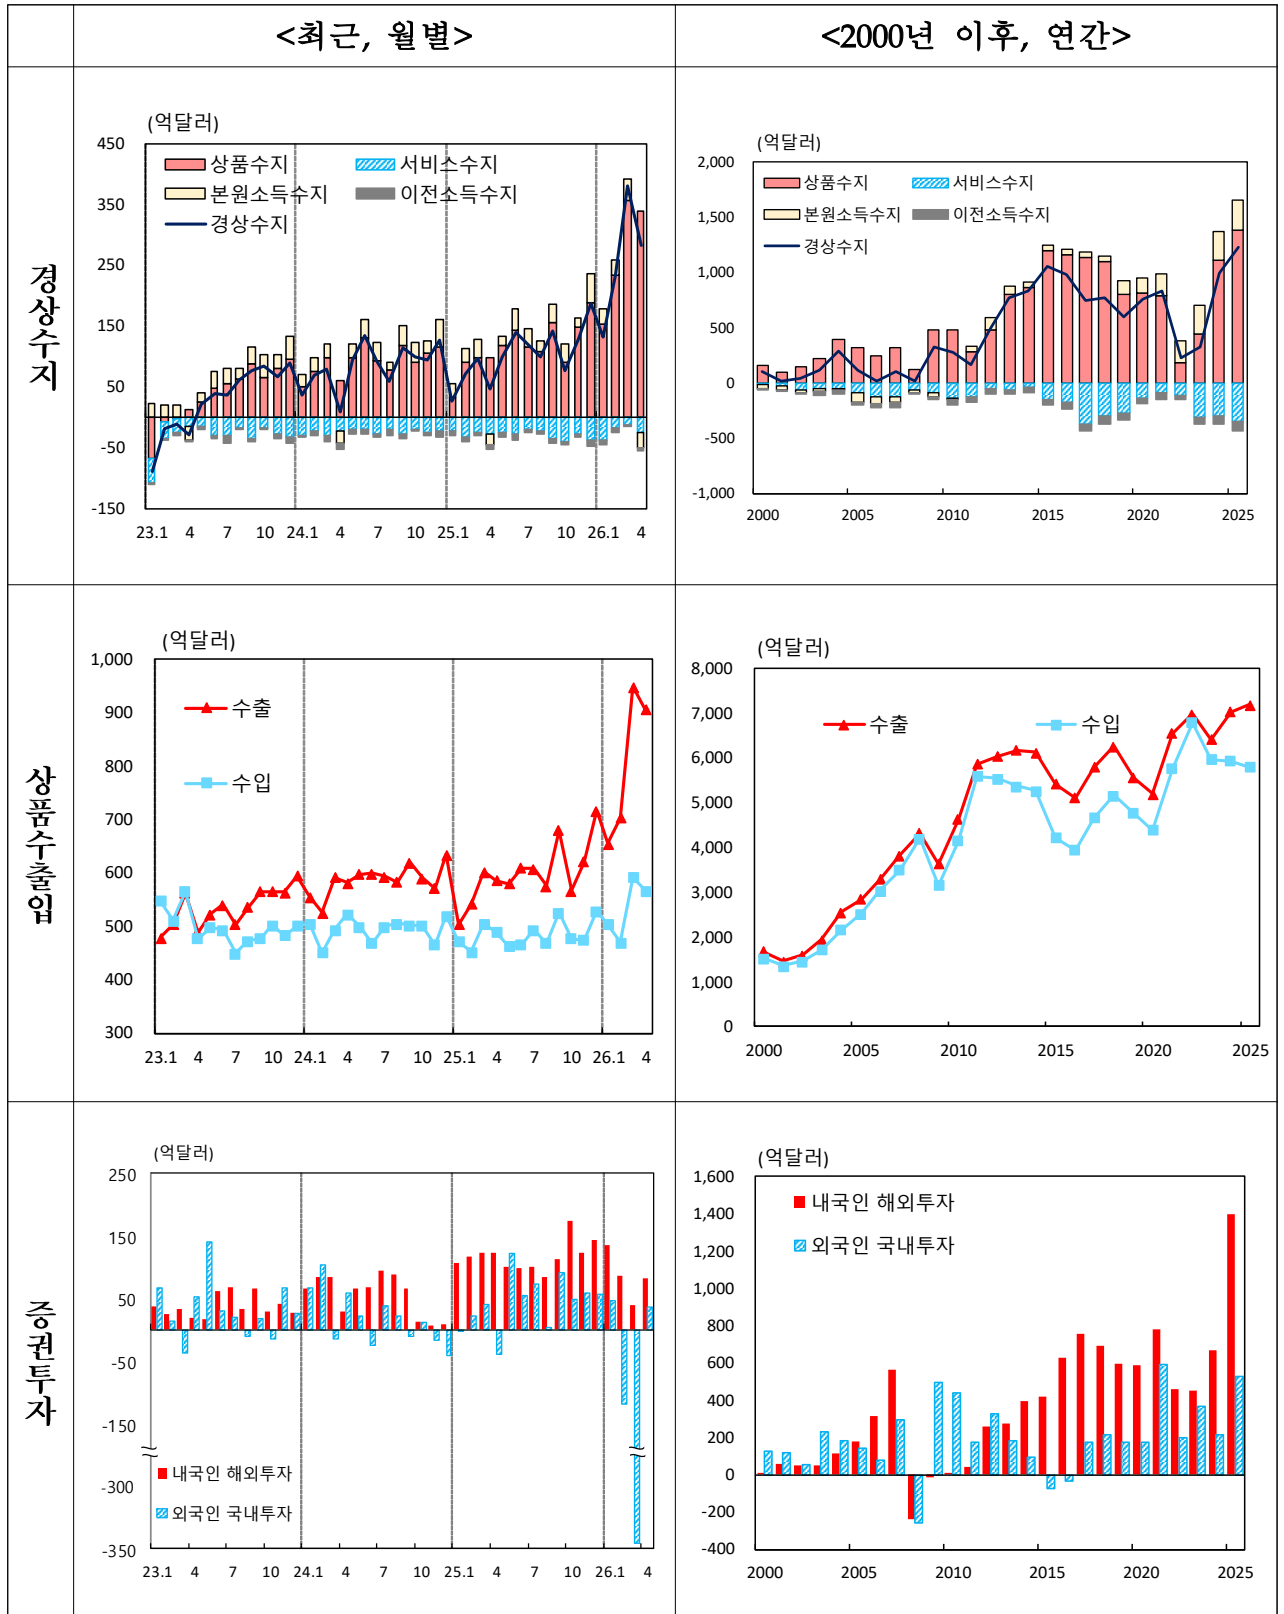 <최근, 월별>
<2000년 이후, 연간>
경상수지
(억달러)
450
350
250
150
50
-50
-150
상품수지
서비스수지
본원소득수지
이전소득수지
경상수지
23.1 4 7 10 24.1 4 7 10 25.1 4 7 10 26.1 4
(억달러)
2,000
1,500
1,000
500
0
-500
-1,000
상품수지
서비스수지
본원소득수지
이전소득수지
경상수지
2000 2005 2010 2015 2020 2025
상품수출입
(억달러)
1,000
900
800
700
600
500
400
300
수출
수입
23.1 4 7 10 24.1 4 7 10 25.1 4 7 10 26.1 4
(억달러)
8,000
7,000
6,000
5,000
4,000
3,000
2,000
1,000
0
수출
수입
2000 2005 2010 2015 2020 2025
증권투자
(억달러)
250
150
50
-50
-150
-300
-350
내국인 해외투자
외국인 국내투자
23.1 4 7 10 24.1 4 7 10 25.1 4 7 10 26.1 4
(억달러)
1,600
1,400
1,200
1,000
800
600
400
200
0
-200
-400
내국인 해외투자
외국인 국내투자
2000 2005 2010 2015 2020 2025